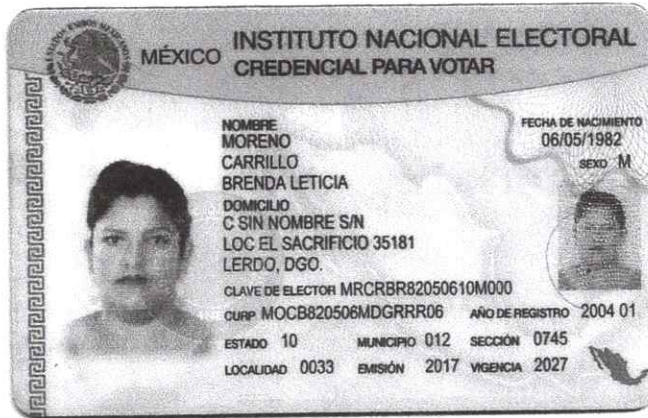 MÉXICO INSTITUTO NACIONAL ELECTORAL
CREDENCIAL PARA VOTAR
NOMBRE
MORENO
CARRILLO
BRENDA LETICIA
FECHA DE NACIMIENTO
06/05/1982
SEXO M
DOMICILIO
C SIN NOMBRE S/N
LOC EL SACRIFICIO 35181
LERDO, DGO.
CLAVE DE ELECTOR MRCRBR82050610M000
CURP MOCB820506MDGRRR06 AÑO DE REGISTRO 2004 01
ESTADO 10 MUNICIPIO 012 SECCIÓN 0745
LOCALIDAD 0033 EMISIÓN 2017 VIGENCIA 2027